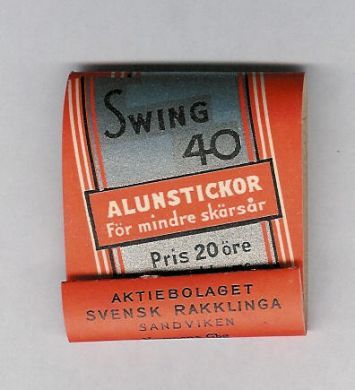 SWING
40
ALUNSTICKOR
För mindre skärsår
Pris 20 öre
AKTIEBOLAGET
SVENSK RAKKLINGA
SANDVIKEN